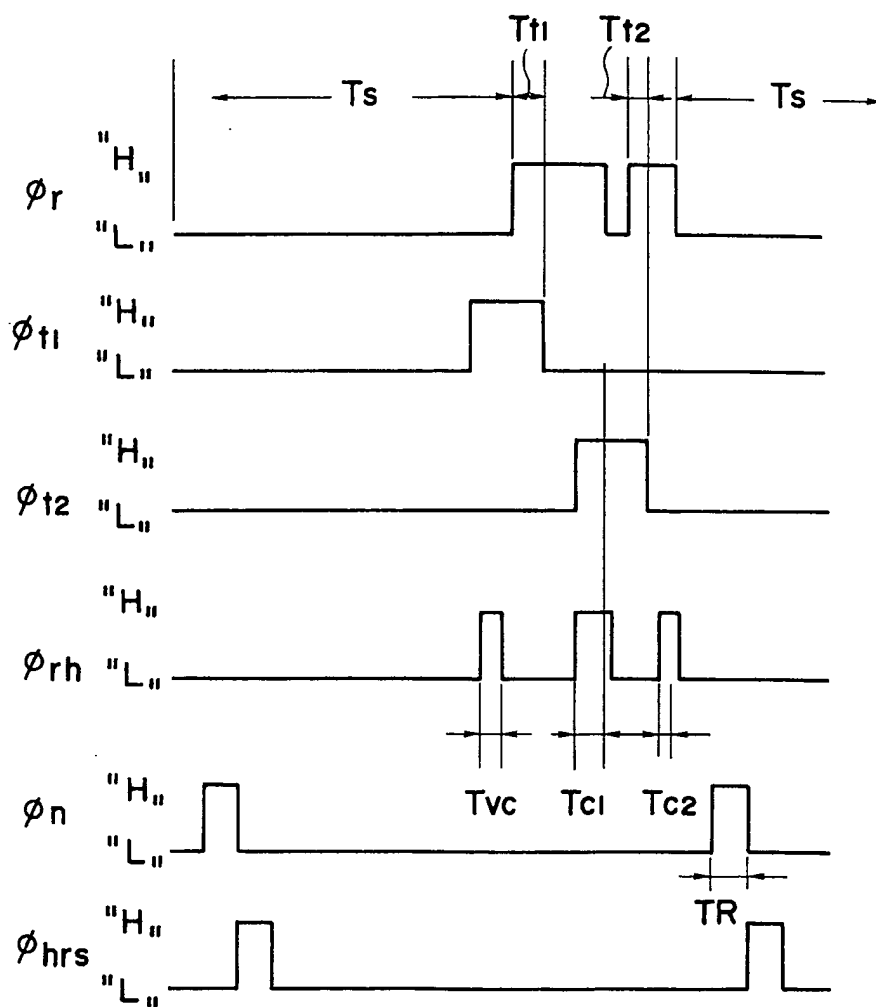 Tt1 Tt2
Ts Ts
φr "H" "L"
φt1 "H" "L"
φt2 "H" "L"
φrh "H" "L"
Tvc Tc1 Tc2
φn "H" "L"
TR
φhrs "H" "L"